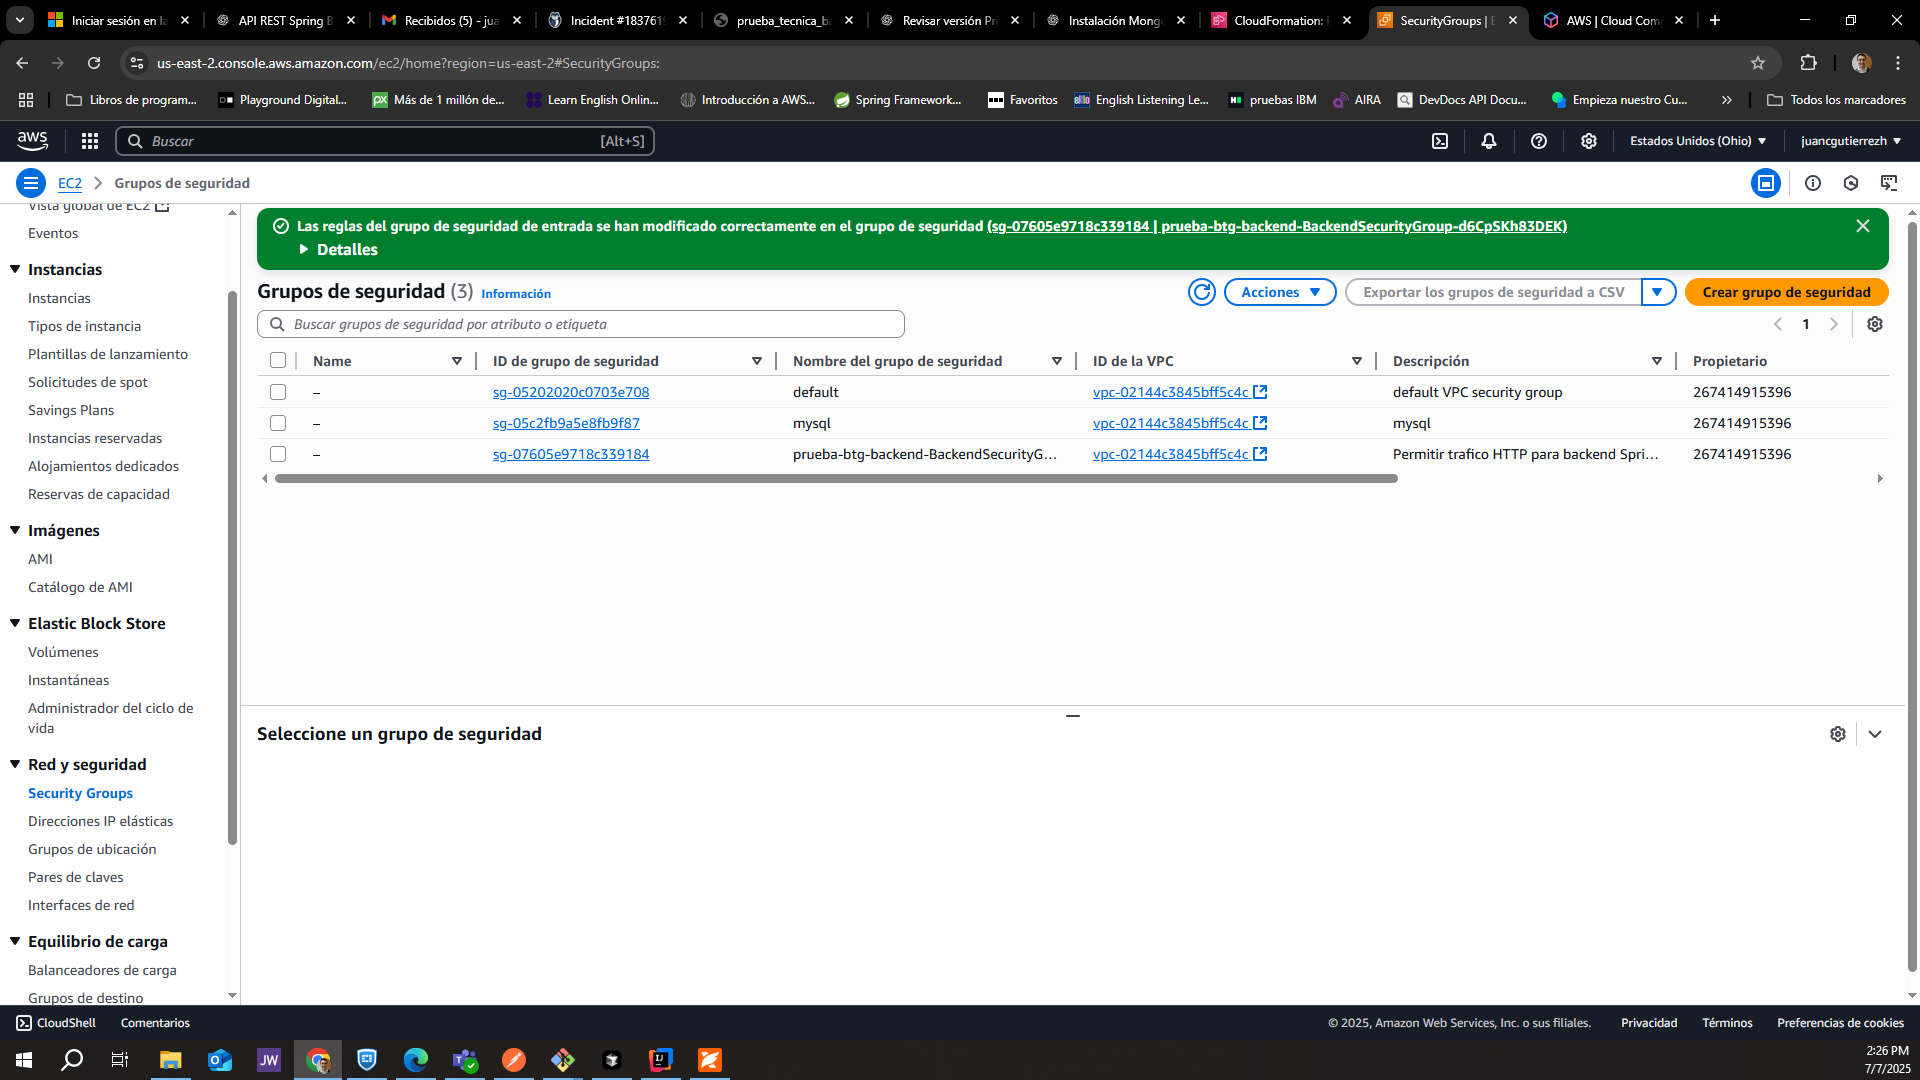 Iniciar sesión en la
API REST Spring B
Recibidos (5) - jua
Incident #1837619
prueba_tecnica_ba
Revisar versión Pri
Instalación Mongo
CloudFormation: P
SecurityGroups | E
AWS | Cloud Comp
us-east-2.console.aws.amazon.com/ec2/home?region=us-east-2#SecurityGroups:
Libros de program...
Playground Digital...
Más de 1 millón de...
Learn English Onlin...
Introducción a AWS...
Spring Framework...
Favoritos
English Listening Le...
pruebas IBM
AIRA
DevDocs API Docu...
Empieza nuestro Cu...
»
Todos los marcadores
aws
Buscar
[Alt+S]
Estados Unidos (Ohio)
juancgutierrezh
EC2
Grupos de seguridad
Vista global de EC2
Eventos
Instancias
Instancias
Tipos de instancia
Plantillas de lanzamiento
Solicitudes de spot
Savings Plans
Instancias reservadas
Alojamientos dedicados
Reservas de capacidad
Imágenes
AMI
Catálogo de AMI
Elastic Block Store
Volúmenes
Instantáneas
Administrador del ciclo de
vida
Red y seguridad
Security Groups
Direcciones IP elásticas
Grupos de ubicación
Pares de claves
Interfaces de red
Equilibrio de carga
Balanceadores de carga
Grupos de destino
Las reglas del grupo de seguridad de entrada se han modificado correctamente en el grupo de seguridad (sg-07605e9718c339184 | prueba-btg-backend-BackendSecurityGroup-d6CpSKh83DEK)
Detalles
Grupos de seguridad (3) Información
Acciones
Exportar los grupos de seguridad a CSV
Crear grupo de seguridad
Buscar grupos de seguridad por atributo o etiqueta
1
Name ID de grupo de seguridad Nombre del grupo de seguridad ID de la VPC Descripción Propietario
– sg-05202020c0703e708 default vpc-02144c3845bff5c4c default VPC security group 267414915396
– sg-05c2fb9a5e8fb9f87 mysql vpc-02144c3845bff5c4c mysql 267414915396
– sg-07605e9718c339184 prueba-btg-backend-BackendSecurityG... vpc-02144c3845bff5c4c Permitir trafico HTTP para backend Spri... 267414915396
Seleccione un grupo de seguridad
CloudShell
Comentarios
© 2025, Amazon Web Services, Inc. o sus filiales.
Privacidad
Términos
Preferencias de cookies
JW
IJ
2:26 PM
7/7/2025